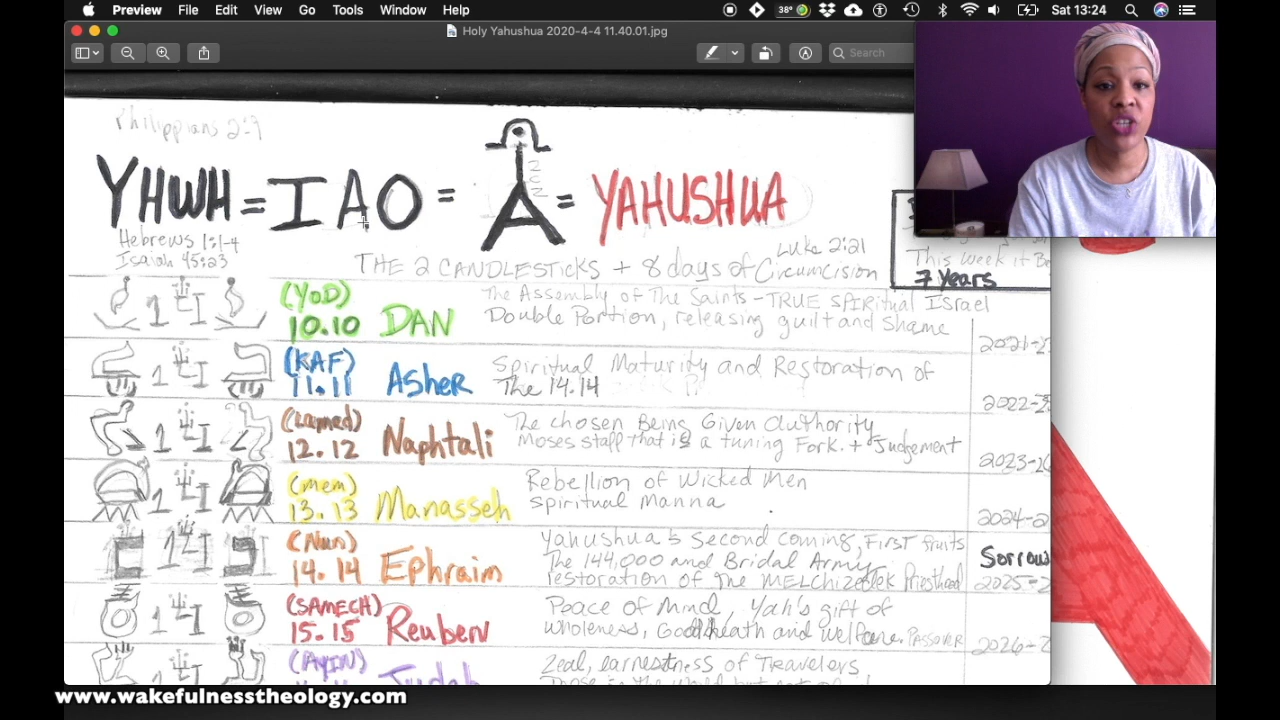 Preview File Edit View Go Tools Window Help 38° Sat 13:24
Holy Yahushua 2020-4-4 11.40.01.jpg
Search
Philippians 2:9
YHWH = IAO = = YAHUSHUA
Hebrews 1:1-4
Isaiah 45:23
Luke 2:21
THE 2 CANDLESTICKS + 8 days of Circumcision
This week it Be
7 Years
(YOD)
10.10 DAN
The Assembly of The Saints - TRUE SPIRitual Israel
Double Portion, releasing guilt and shame
2021-2
(KAF)
11.11 Asher
Spiritual Maturity and Restoration of
The 14.14
2022-2
(Lamed)
12.12 Naphtali
The chosen Being Given authority
Moses staff that is a tuning Fork. + Judgement
2023-2
(mem)
13.13 Manasseh
Rebellion of Wicked Men
spiritual Manna
2024-2
(Nun)
14.14 Ephraim
Yahushua's Second coming, First fruits
The 144,000 and Bridal Army
restoration of the MELChizedek Priesthood
Sorrow
2025-2
(SAMECH)
15.15 Reuben
Peace of Mind, Yah's gift of
wholeness, Good heath and welfare. PASSOVER
2026-2
(AYIN)
Judah
Zeal, earnestness of Travelers
www.wakefulnesstheology.com